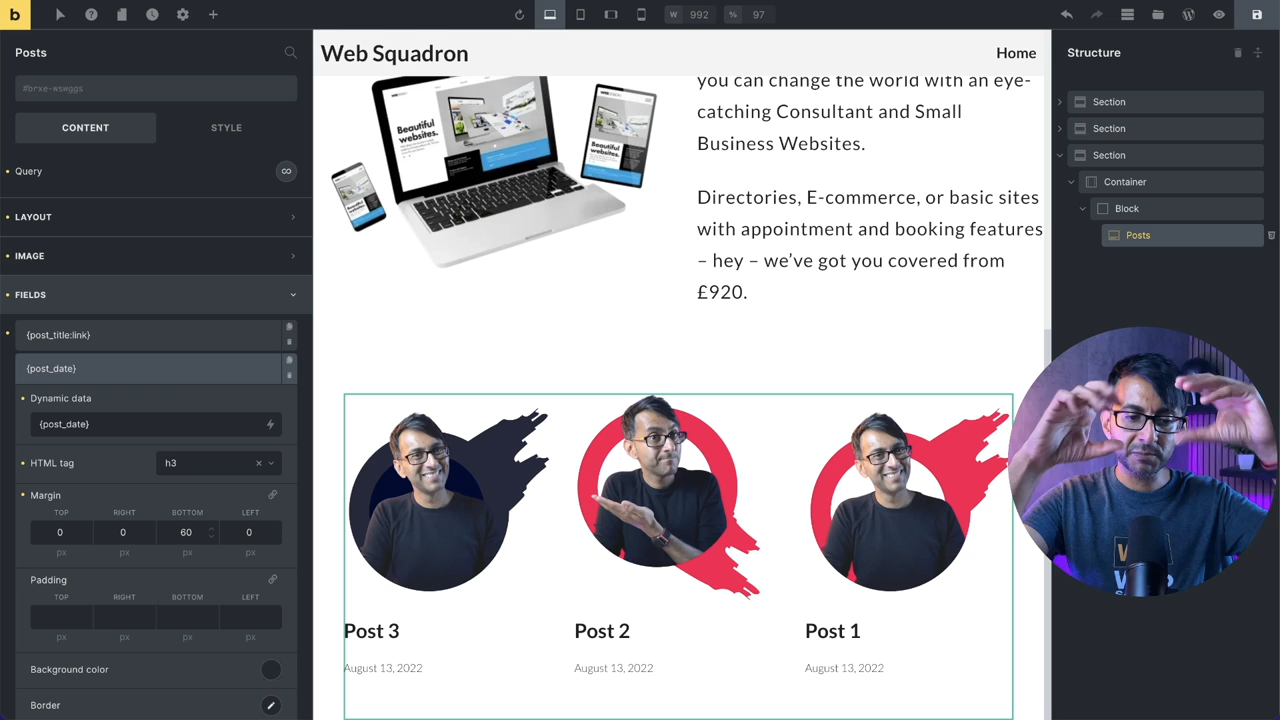 b
W 992 % 97
Posts
#brxe-wswggs
CONTENT STYLE
Query
LAYOUT
IMAGE
FIELDS
{post_title:link}
{post_date}
Dynamic data
{post_date}
HTML tag h3
Margin
TOP RIGHT BOTTOM LEFT
0 0 60 0
px px px px
Padding
TOP RIGHT BOTTOM LEFT
px px px px
Background color
Border
Web Squadron Home
you can change the world with an eye-
catching Consultant and Small
Business Websites.
Directories, E-commerce, or basic sites
with appointment and booking features
– hey – we’ve got you covered from
£920.
Beautiful
websites.
Beautiful
websites.
Beautiful
websites.
Post 3 Post 2 Post 1
August 13, 2022 August 13, 2022 August 13, 2022
Structure
Section
Section
Section
Container
Block
Posts